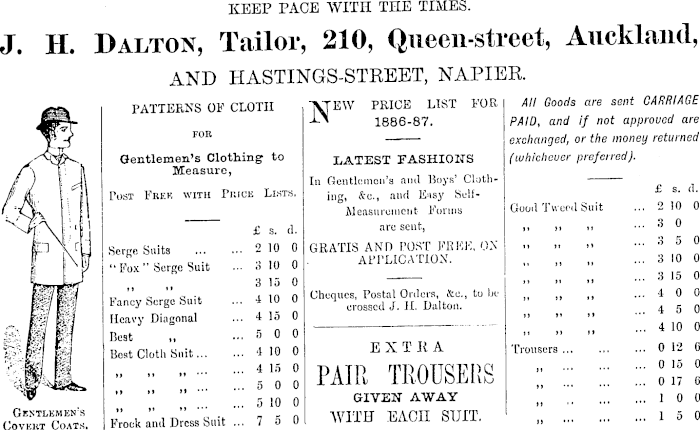 KEEP PACE WITH THE TIMES.
J. H. DALTON, Tailor, 210, Queen-street, Auckland,
AND HASTINGS-STREET, NAPIER.
GENTLEMEN'S
COVERT COATS.
PATTERNS OF CLOTH
FOR
Gentlemen's Clothing to
Measure,
POST FREE WITH PRICE LISTS.
£ s. d.
Serge Suits ... ... 2 10 0
"Fox" Serge Suit ... 3 10 0
,, ,, 3 15 0
Fancy Serge Suit ... 4 10 0
Heavy Diagonal ... 4 15 0
Best ,, ... 5 0 0
Best Cloth Suit ... ... 4 10 0
,, ,, ,, ... ... 4 15 0
,, ,, ,, ... ... 5 0 0
,, ,, ,, ... ... 5 10 0
Frock and Dress Suit ... 7 5 0
NEW PRICE LIST FOR
1886-87.
LATEST FASHIONS
In Gentlemen's and Boys' Cloth-
ing, &c., and Easy Self-
Measurement Forms
are sent,
GRATIS AND POST FREE, ON
APPLICATION.
Cheques, Postal Orders, &c., to be
crossed J. H. Dalton.
EXTRA
PAIR TROUSERS
GIVEN AWAY
WITH EACH SUIT.
All Goods are sent CARRIAGE
PAID, and if not approved are
exchanged, or the money returned
(whichever preferred).
£ s. d.
Good Tweed Suit ... 2 10 0
,, ,, ,, ... 3 0
,, ,, ,, ... 3 5 0
,, ,, ,, ... 3 10 0
,, ,, ,, ... 3 15 0
,, ,, ,, ... 4 0 0
,, ,, ,, ... 4 5 0
,, ,, ,, ... 4 10 0
Trousers ... ... ... 0 12 6
,, ... ... ... 0 15 0
,, ... ... ... 0 17 6
,, ... ... ... 1 0 0
,, ... ... ... 1 5 0